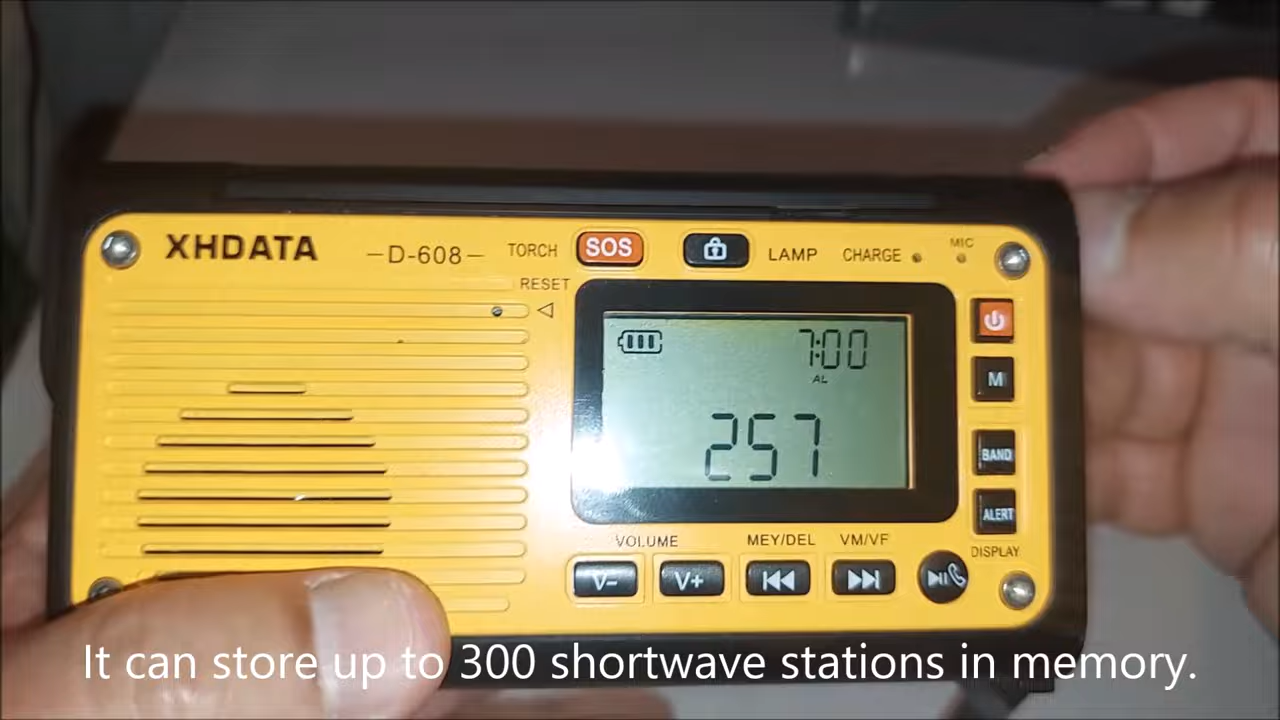 XHDATA
-D-608-
TORCH
SOS
LAMP
CHARGE
MIC
RESET
7:00
AL
257
M
BAND
ALERT
VOLUME
MEY/DEL
VM/VF
DISPLAY
V-
V+
It can store up to 300 shortwave stations in memory.